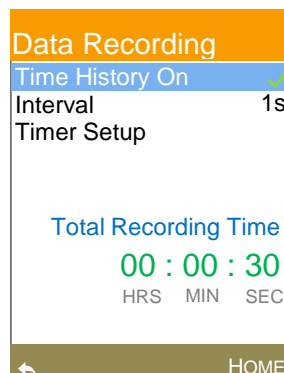 Data Recording
Time History On
Interval 1s
Timer Setup
Total Recording Time
00 : 00 : 30
HRS MIN SEC
HOME